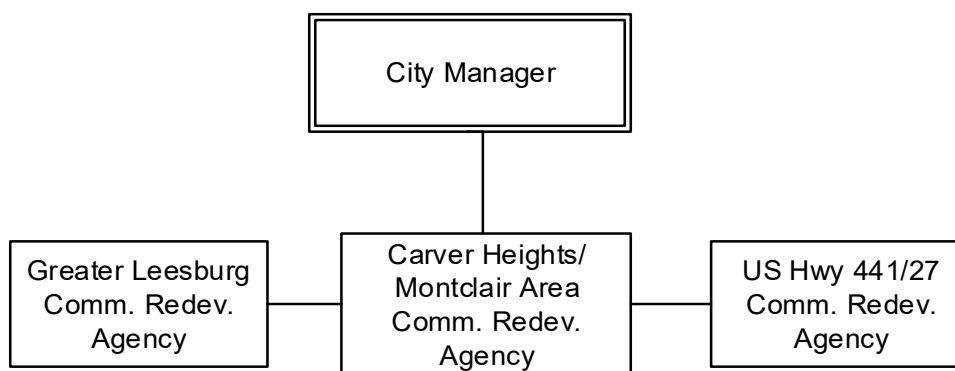 City Manager
Greater Leesburg
Comm. Redev.
Agency
Carver Heights/
Montclair Area
Comm. Redev.
Agency
US Hwy 441/27
Comm. Redev.
Agency